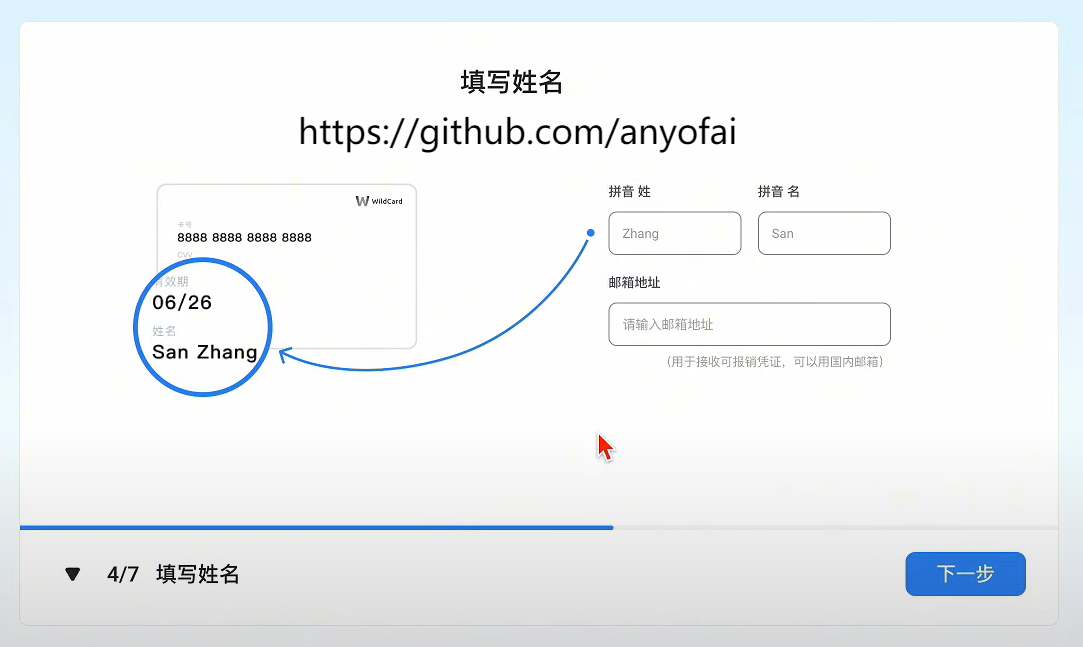 填写姓名
https://github.com/anyofai
WildCard
卡号
8888 8888 8888 8888
CVV
有效期
06/26
姓名
San Zhang
拼音 姓
拼音 名
Zhang
San
邮箱地址
请输入邮箱地址
(用于接收可报销凭证，可以用国内邮箱)
4/7 填写姓名
下一步